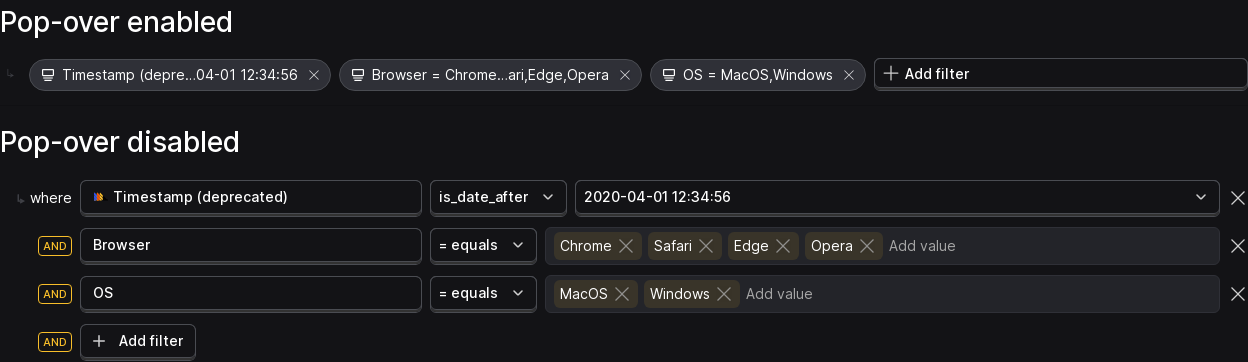 Pop-over enabled
Timestamp (depre...04-01 12:34:56 Browser = Chrome...ari,Edge,Opera OS = MacOS,Windows Add filter
Pop-over disabled
where Timestamp (deprecated) is_date_after 2020-04-01 12:34:56
AND Browser = equals Chrome Safari Edge Opera Add value
AND OS = equals MacOS Windows Add value
AND Add filter